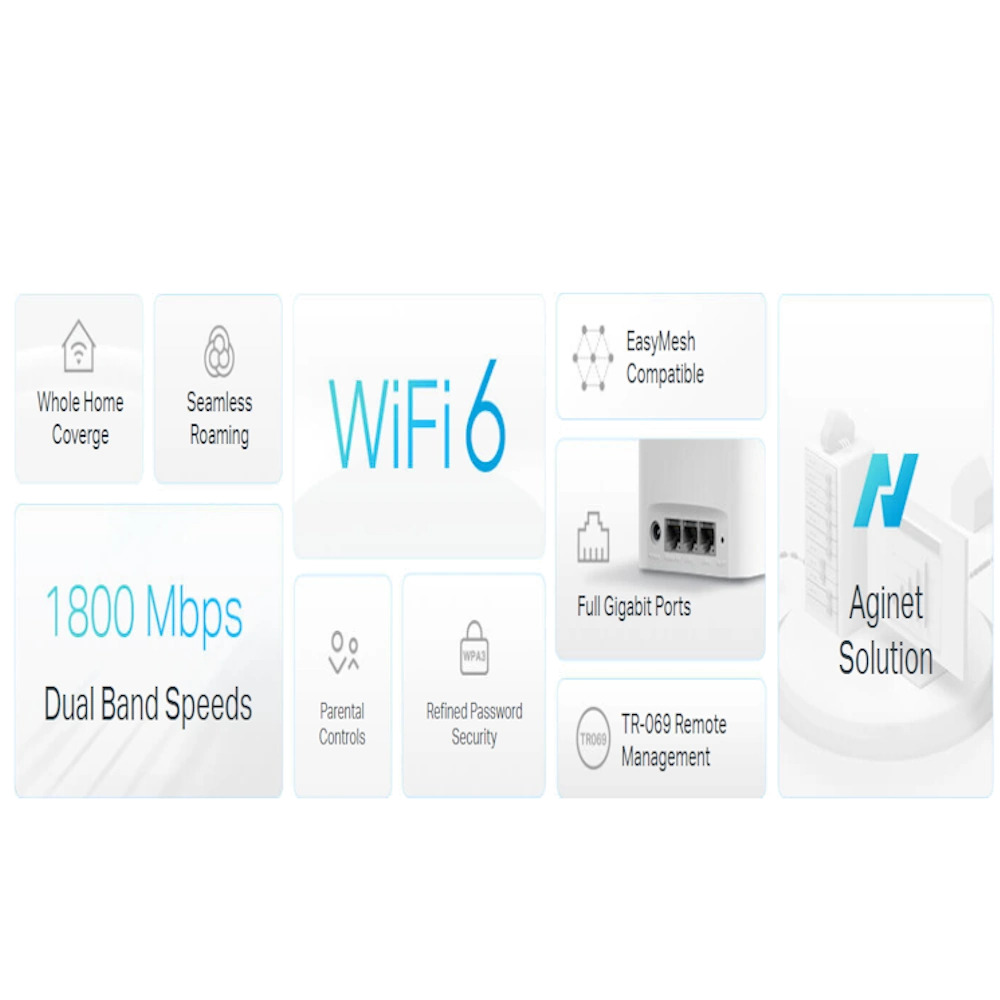 Whole Home
Coverge
Seamless
Roaming
WiFi 6
EasyMesh
Compatible
1800 Mbps
Dual Band Speeds
Parental
Controls
WPA3
Refined Password
Security
Full Gigabit Ports
TR069
TR-069 Remote
Management
Aginet
Solution